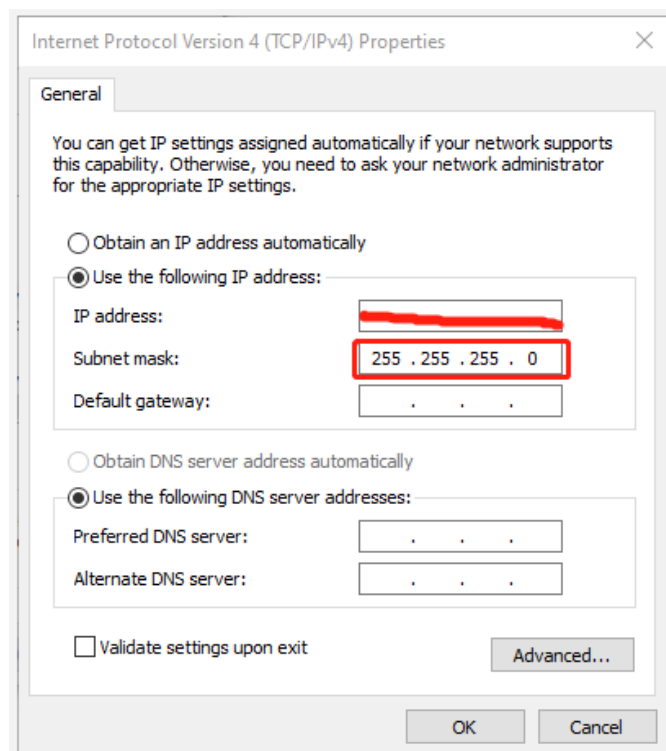 Internet Protocol Version 4 (TCP/IPv4) Properties
General
You can get IP settings assigned automatically if your network supports
this capability. Otherwise, you need to ask your network administrator
for the appropriate IP settings.
Obtain an IP address automatically
Use the following IP address:
IP address:
Subnet mask: 255 . 255 . 255 . 0
Default gateway: . . .
Obtain DNS server address automatically
Use the following DNS server addresses:
Preferred DNS server: . . .
Alternate DNS server: . . .
Validate settings upon exit
Advanced...
OK Cancel